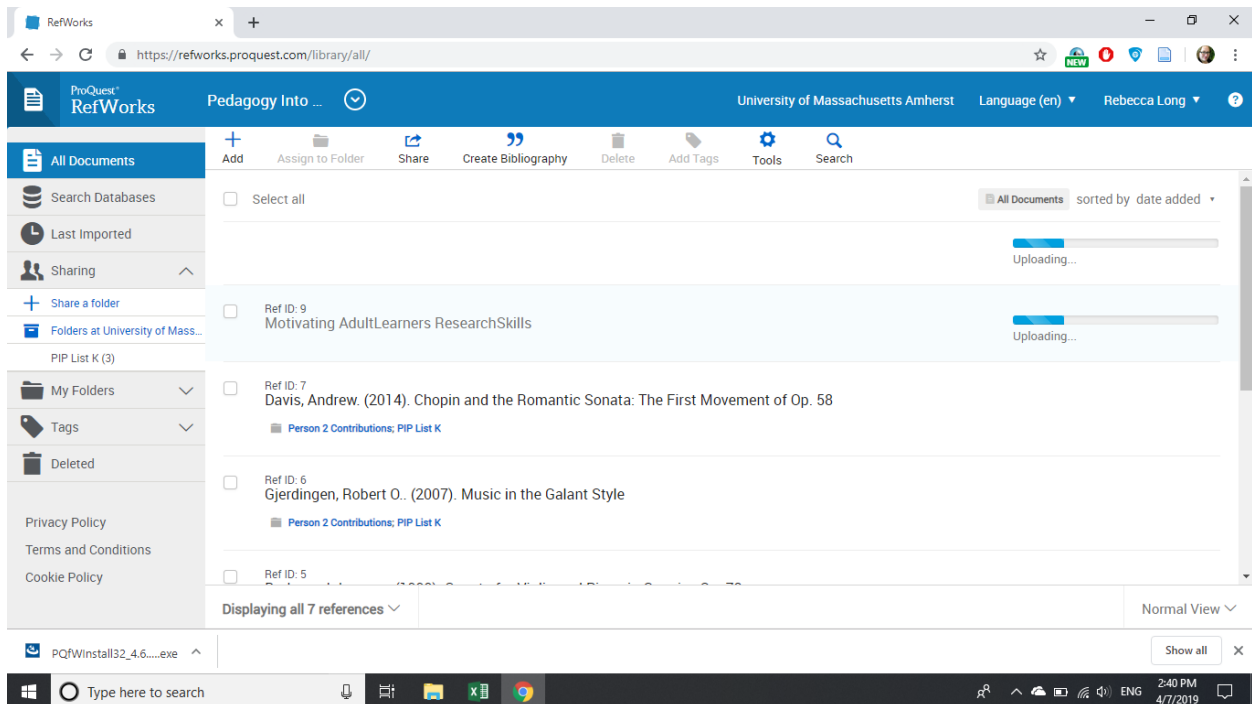 RefWorks
https://refworks.proquest.com/library/all/
NEW
ProQuest®
RefWorks
Pedagogy Into ...
University of Massachusetts Amherst
Language (en)
Rebecca Long
?
Add
Assign to Folder
Share
Create Bibliography
Delete
Add Tags
Tools
Search
All Documents
Search Databases
Last Imported
Sharing
Share a folder
Folders at University of Mass...
PIP List K (3)
My Folders
Tags
Deleted
Privacy Policy
Terms and Conditions
Cookie Policy
Select all
All Documents sorted by date added
Uploading...
Ref ID: 9
Motivating AdultLearners ResearchSkills
Uploading...
Ref ID: 7
Davis, Andrew. (2014). Chopin and the Romantic Sonata: The First Movement of Op. 58
Person 2 Contributions; PIP List K
Ref ID: 6
Gjerdingen, Robert O.. (2007). Music in the Galant Style
Person 2 Contributions; PIP List K
Ref ID: 5
Displaying all 7 references
Normal View
PQfWInstall32_4.6.....exe
Show all
Type here to search
ENG
2:40 PM
4/7/2019